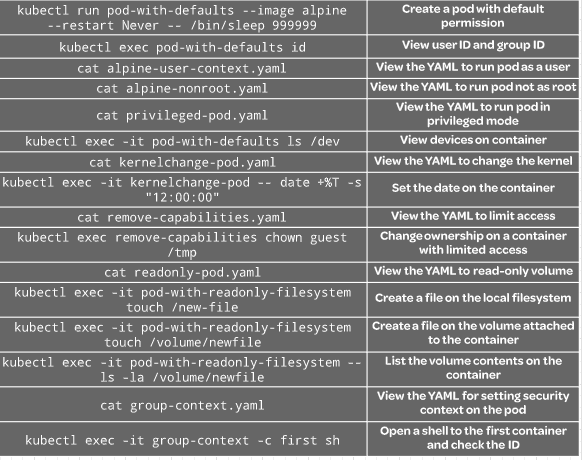 kubectl run pod-with-defaults --image alpine
--restart Never -- /bin/sleep 999999
Create a pod with default
permission
kubectl exec pod-with-defaults id
View user ID and group ID
cat alpine-user-context.yaml
View the YAML to run pod as a user
cat alpine-nonroot.yaml
View the YAML to run pod not as root
cat privileged-pod.yaml
View the YAML to run pod in
privileged mode
kubectl exec -it pod-with-defaults ls /dev
View devices on container
cat kernelchange-pod.yaml
View the YAML to change the kernel
kubectl exec -it kernelchange-pod -- date +%T -s
"12:00:00"
Set the date on the container
cat remove-capabilities.yaml
View the YAML to limit access
kubectl exec remove-capabilities chown guest
/tmp
Change ownership on a container
with limited access
cat readonly-pod.yaml
View the YAML to read-only volume
kubectl exec -it pod-with-readonly-filesystem
touch /new-file
Create a file on the local filesystem
kubectl exec -it pod-with-readonly-filesystem
touch /volume/newfile
Create a file on the volume attached
to the container
kubectl exec -it pod-with-readonly-filesystem --
ls -la /volume/newfile
List the volume contents on the
container
cat group-context.yaml
View the YAML for setting security
context on the pod
kubectl exec -it group-context -c first sh
Open a shell to the first container
and check the ID